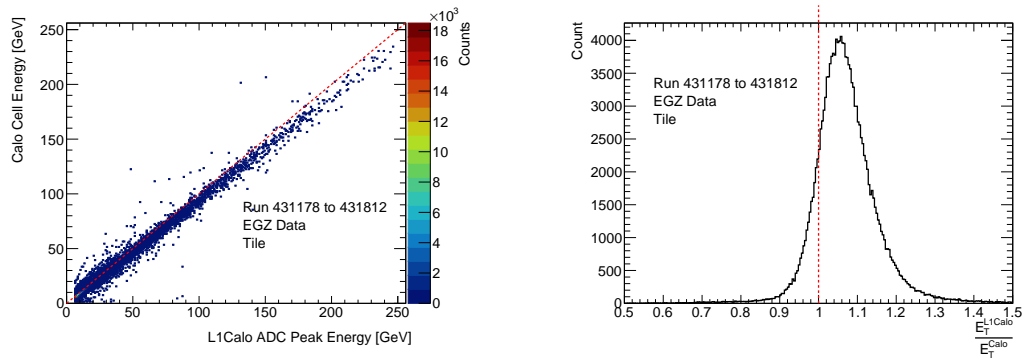 ×10³
Calo Cell Energy [GeV]
250
200
150
100
50
0
0 50 100 150 200 250
L1Calo ADC Peak Energy [GeV]
Run 431178 to 431812
EGZ Data
Tile
Counts
18
16
14
12
10
8
6
4
2
0
Count
4000
3500
3000
2500
2000
1500
1000
500
0
Run 431178 to 431812
EGZ Data
Tile
0.5 0.6 0.7 0.8 0.9 1 1.1 1.2 1.3 1.4 1.5
E_T^L1Calo
E_T^Calo